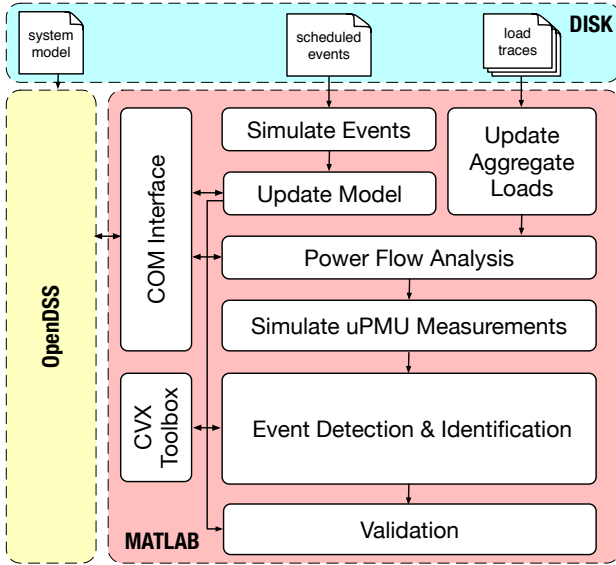 system
model
scheduled
events
load
traces
DISK
OpenDSS
COM Interface
Simulate Events
Update
Aggregate
Loads
Update Model
Power Flow Analysis
Simulate uPMU Measurements
CVX
Toolbox
Event Detection & Identification
Validation
MATLAB